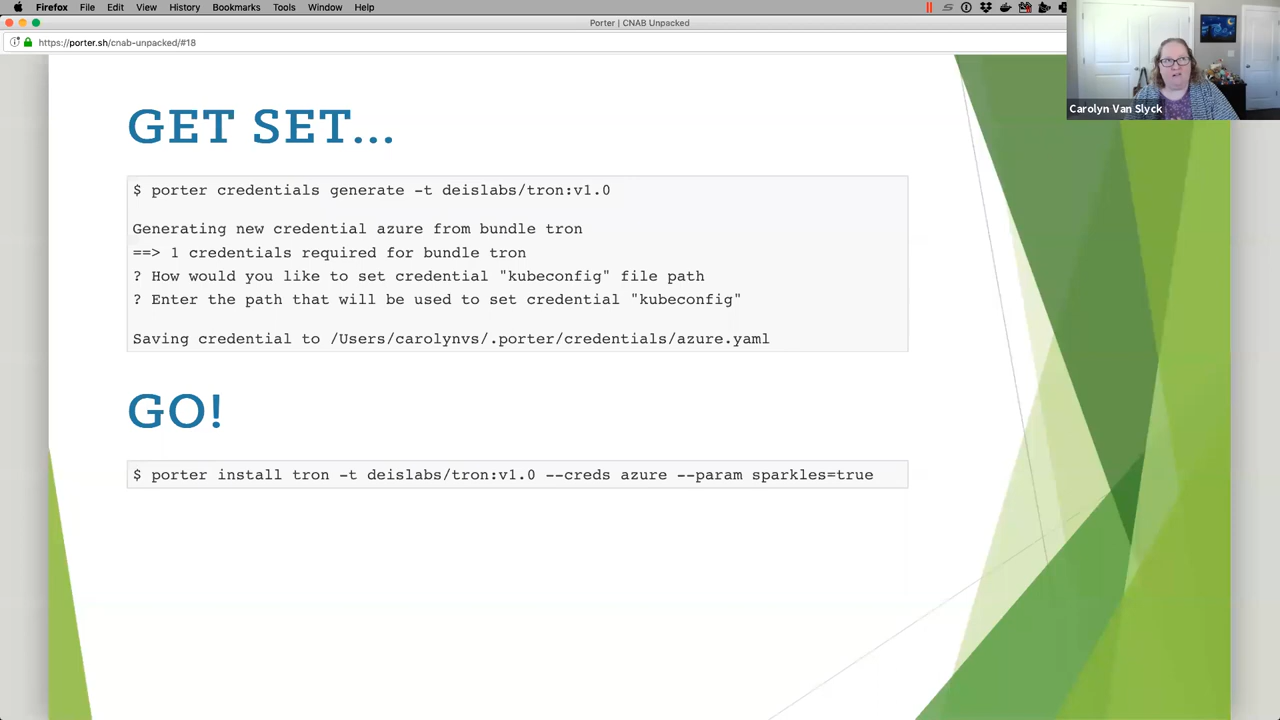 Firefox File Edit View History Bookmarks Tools Window Help
Porter | CNAB Unpacked
https://porter.sh/cnab-unpacked/#18
Carolyn Van Slyck
GET SET...
$ porter credentials generate -t deislabs/tron:v1.0
Generating new credential azure from bundle tron
==> 1 credentials required for bundle tron
? How would you like to set credential "kubeconfig" file path
? Enter the path that will be used to set credential "kubeconfig"
Saving credential to /Users/carolynvs/.porter/credentials/azure.yaml
GO!
$ porter install tron -t deislabs/tron:v1.0 --creds azure --param sparkles=true